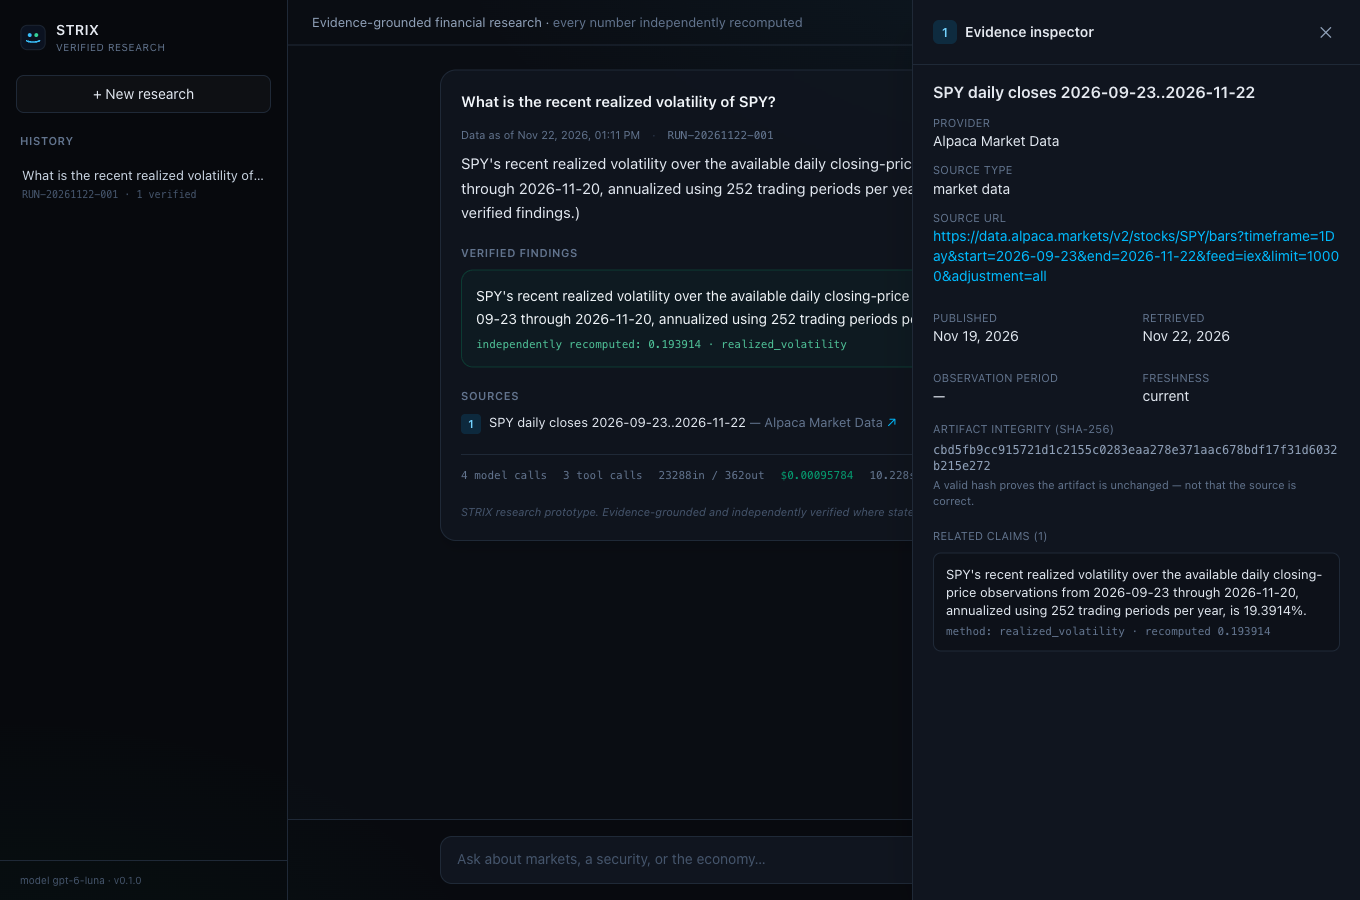 STRIX
VERIFIED RESEARCH
+ New research
HISTORY
What is the recent realized volatility of...
RUN-20261122-001 · 1 verified
model gpt-6-luna · v0.1.0
Evidence-grounded financial research · every number independently recomputed
What is the recent realized volatility of SPY?
Data as of Nov 22, 2026, 01:11 PM · RUN-20261122-001
SPY's recent realized volatility over the available daily closing-pric
through 2026-11-20, annualized using 252 trading periods per yea
verified findings.)
VERIFIED FINDINGS
SPY's recent realized volatility over the available daily closing-price
09-23 through 2026-11-20, annualized using 252 trading periods pe
independently recomputed: 0.193914 · realized_volatility
SOURCES
1 SPY daily closes 2026-09-23..2026-11-22 — Alpaca Market Data ↗
4 model calls 3 tool calls 23288in / 362out $0.00095784 10.228s
STRIX research prototype. Evidence-grounded and independently verified where state
Ask about markets, a security, or the economy...
1 Evidence inspector
SPY daily closes 2026-09-23..2026-11-22
PROVIDER
Alpaca Market Data
SOURCE TYPE
market data
SOURCE URL
https://data.alpaca.markets/v2/stocks/SPY/bars?timeframe=1D
ay&start=2026-09-23&end=2026-11-22&feed=iex&limit=1000
0&adjustment=all
PUBLISHED RETRIEVED
Nov 19, 2026 Nov 22, 2026
OBSERVATION PERIOD FRESHNESS
— current
ARTIFACT INTEGRITY (SHA-256)
cbd5fb9cc915721d1c2155c0283eaa278e371aac678bdf17f31d6032
b215e272
A valid hash proves the artifact is unchanged — not that the source is
correct.
RELATED CLAIMS (1)
SPY's recent realized volatility over the available daily closing-
price observations from 2026-09-23 through 2026-11-20,
annualized using 252 trading periods per year, is 19.3914%.
method: realized_volatility · recomputed 0.193914